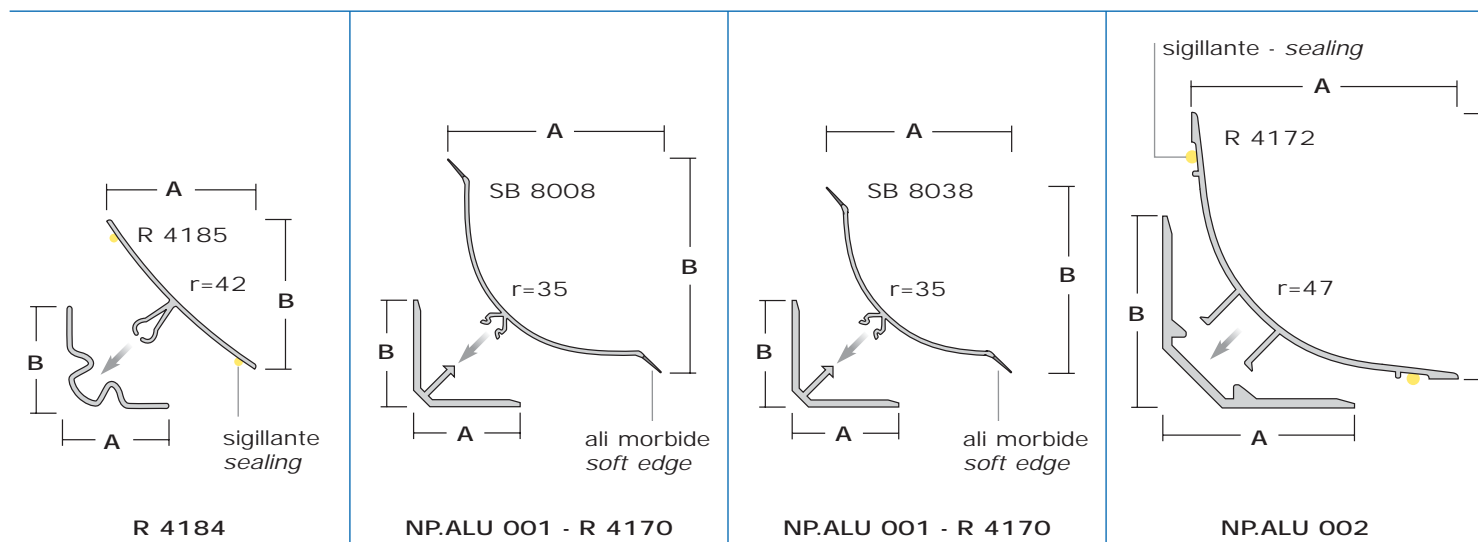 A
R 4185
r=42
B
B
A
sigillante
sealing
R 4184
A
SB 8008
B
r=35
B
A
ali morbide
soft edge
NP.ALU 001 - R 4170
A
SB 8038
B
r=35
B
A
ali morbide
soft edge
NP.ALU 001 - R 4170
sigillante - sealing
A
R 4172
r=47
B
A
NP.ALU 002